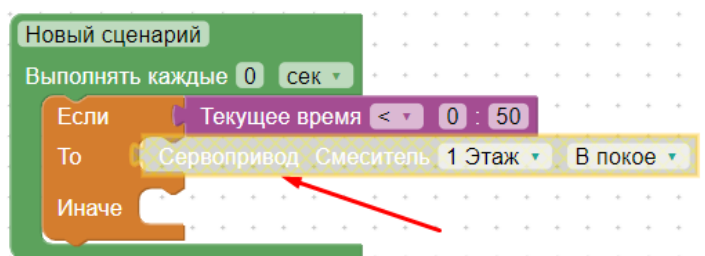 Новый сценарий
Выполнять каждые 0 сек
Если Текущее время < 0 : 50
То Сервопривод Смеситель 1 Этаж В покое
Иначе